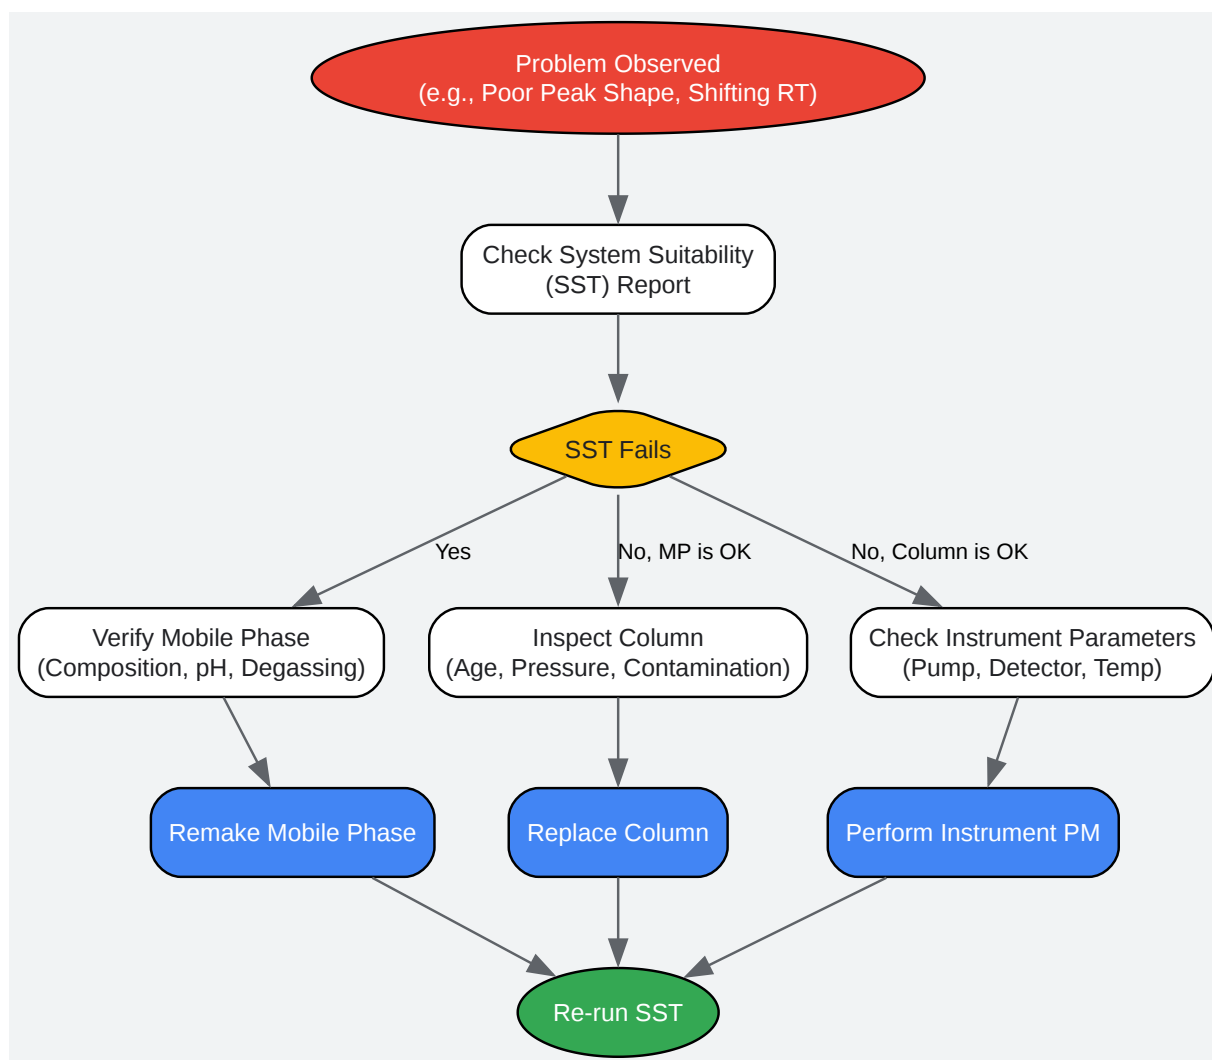 Problem Observed
(e.g., Poor Peak Shape, Shifting RT)
Check System Suitability
(SST) Report
SST Fails
Yes
No, MP is OK
No, Column is OK
Verify Mobile Phase
(Composition, pH, Degassing)
Inspect Column
(Age, Pressure, Contamination)
Check Instrument Parameters
(Pump, Detector, Temp)
Remake Mobile Phase
Replace Column
Perform Instrument PM
Re-run SST